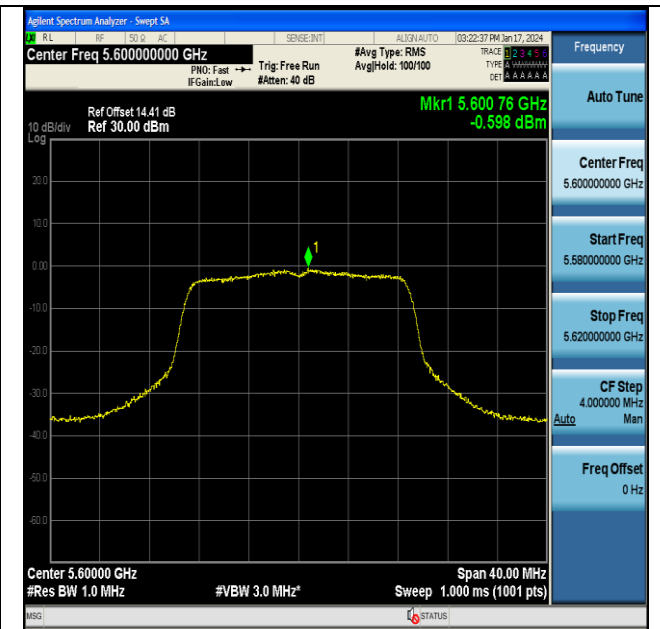 Agilent Spectrum Analyzer - Swept SA
RL RF 50 Ω AC SENSE:INT ALIGN AUTO 03:22:37 PM Jan 17, 2024
Center Freq 5.600000000 GHz
PNO: Fast
IFGain:Low
Trig: Free Run
#Atten: 40 dB
#Avg Type: RMS
Avg|Hold: 100/100
TRACE 1 2 3 4 5 6
TYPE A WWWWW
DET A A A A A A
Ref Offset 14.41 dB
10 dB/div Ref 30.00 dBm
Log
Mkr1 5.600 76 GHz
-0.598 dBm
20.0
10.0
0.00
-10.0
-20.0
-30.0
-40.0
-50.0
-60.0
1
Center 5.60000 GHz Span 40.00 MHz
#Res BW 1.0 MHz #VBW 3.0 MHz* Sweep 1.000 ms (1001 pts)
MSG STATUS
Frequency
Auto Tune
Center Freq
5.600000000 GHz
Start Freq
5.580000000 GHz
Stop Freq
5.620000000 GHz
CF Step
4.000000 MHz
Auto Man
Freq Offset
0 Hz